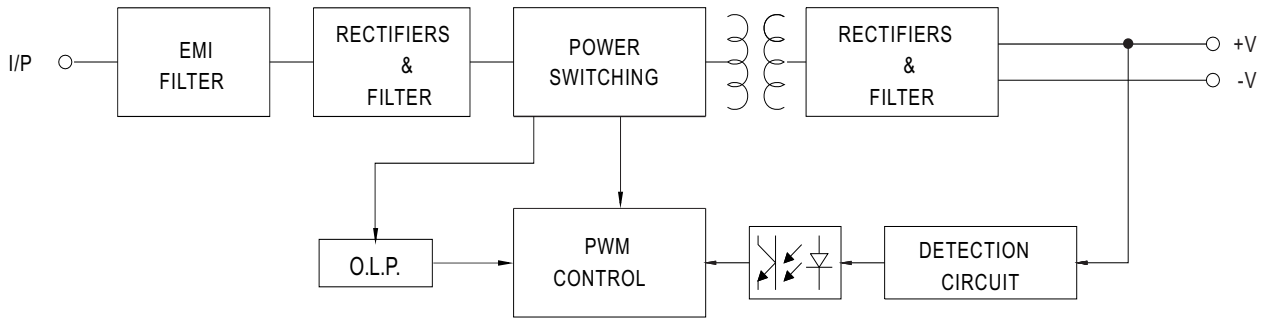 I/P
EMI
FILTER
RECTIFIERS
&
FILTER
POWER
SWITCHING
RECTIFIERS
&
FILTER
+V
-V
O.L.P.
PWM
CONTROL
DETECTION
CIRCUIT